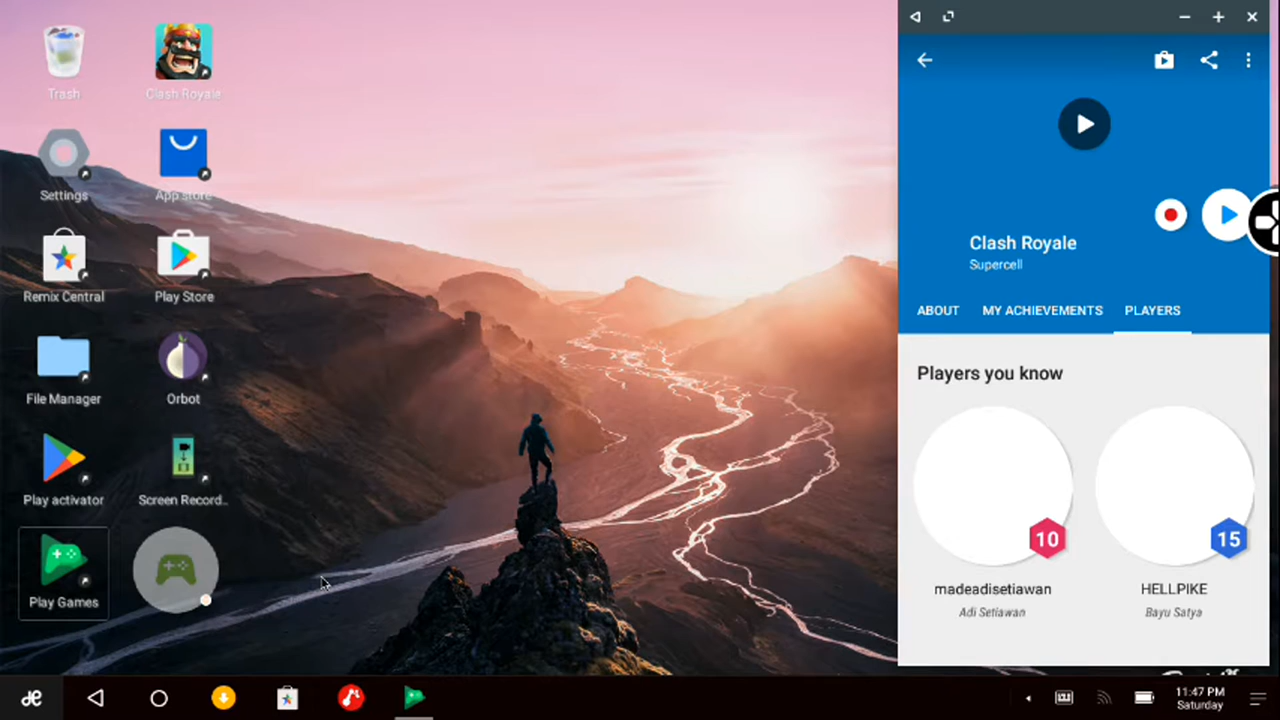 Trash
Clash Royale
Settings
App store
Remix Central
Play Store
File Manager
Orbot
Play activator
Screen Record..
Play Games
Clash Royale
Supercell
ABOUT
MY ACHIEVEMENTS
PLAYERS
Players you know
10
15
madeadisetiawan
HELLPIKE
Adi Setiawan
Bayu Satya
11:47 PM
Saturday